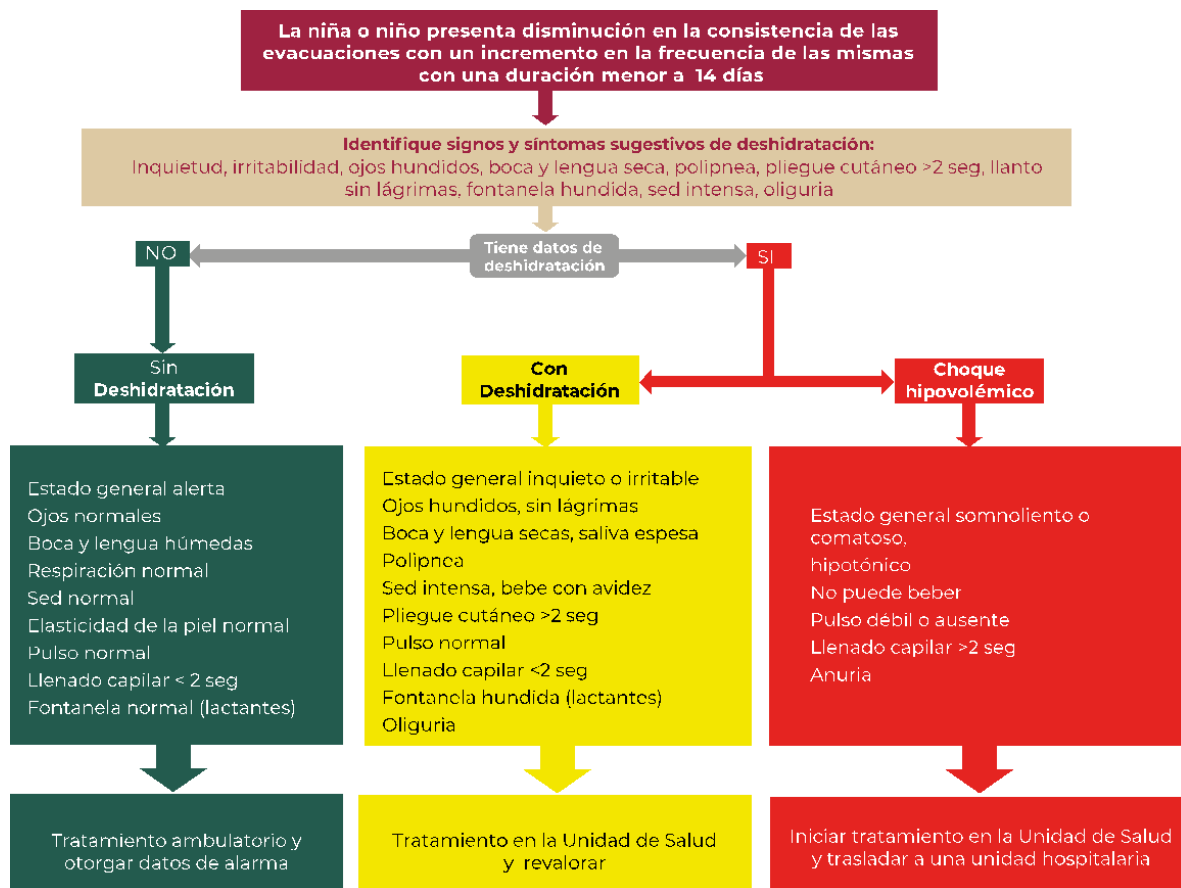 La niña o niño presenta disminución en la consistencia de las
evacuaciones con un incremento en la frecuencia de las mismas
con una duración menor a 14 días
Identifique signos y síntomas sugestivos de deshidratación:
Inquietud, irritabilidad, ojos hundidos, boca y lengua seca, polipnea, pliegue cutáneo >2 seg, llanto
sin lágrimas, fontanela hundida, sed intensa, oliguria
NO
Tiene datos de
deshidratación
SI
Sin
Deshidratación
Con
Deshidratación
Choque
hipovolémico
Estado general alerta
Ojos normales
Boca y lengua húmedas
Respiración normal
Sed normal
Elasticidad de la piel normal
Pulso normal
Llenado capilar < 2 seg
Fontanela normal (lactantes)
Estado general inquieto o irritable
Ojos hundidos, sin lágrimas
Boca y lengua secas, saliva espesa
Polipnea
Sed intensa, bebe con avidez
Pliegue cutáneo >2 seg
Pulso normal
Llenado capilar <2 seg
Fontanela hundida (lactantes)
Oliguria
Estado general somnoliento o
comatoso,
hipotónico
No puede beber
Pulso débil o ausente
Llenado capilar >2 seg
Anuria
Tratamiento ambulatorio y
otorgar datos de alarma
Tratamiento en la Unidad de Salud
y revalorar
Iniciar tratamiento en la Unidad de Salud
y trasladar a una unidad hospitalaria